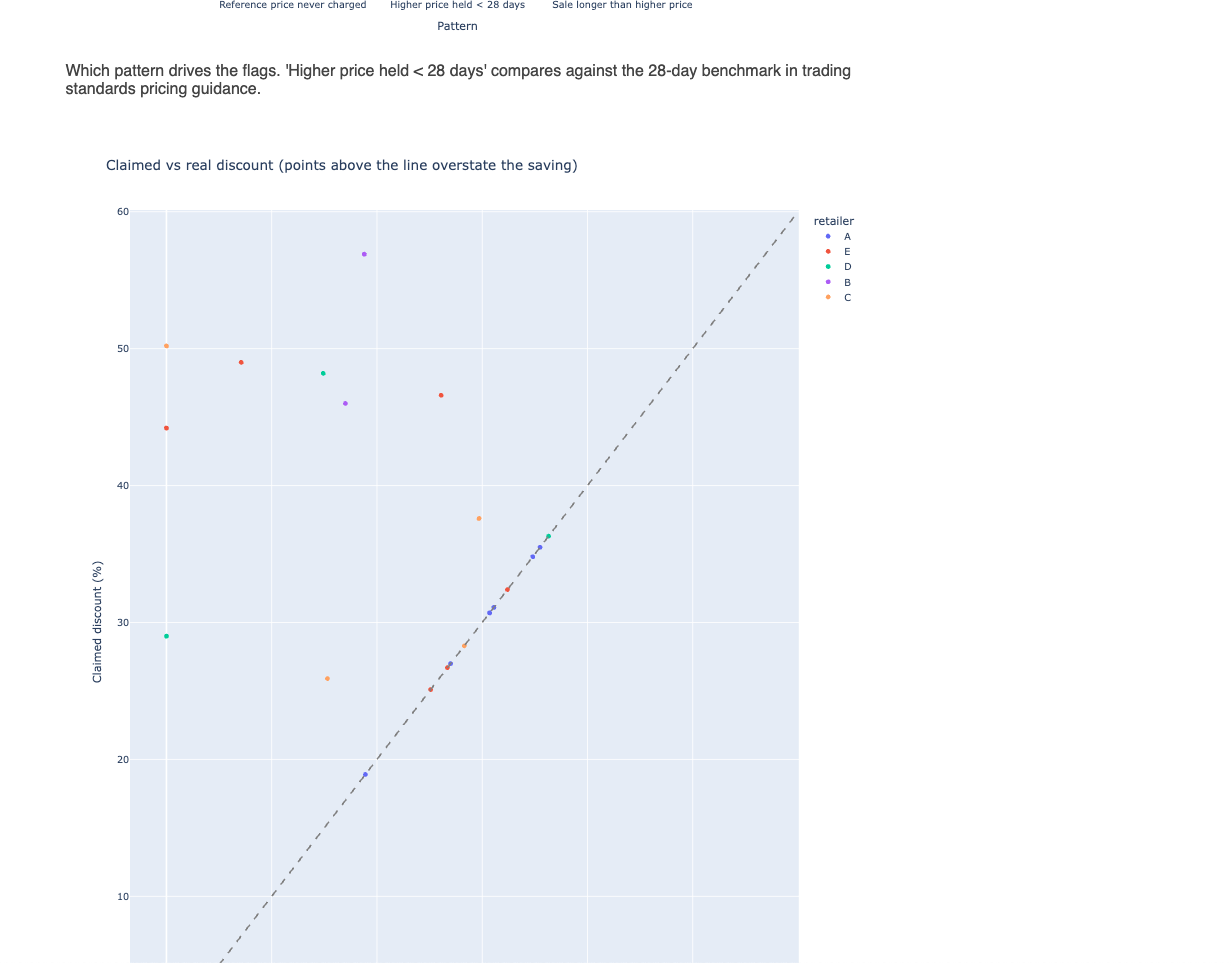 Reference price never charged Higher price held < 28 days Sale longer than higher price
Pattern
Which pattern drives the flags. 'Higher price held < 28 days' compares against the 28-day benchmark in trading
standards pricing guidance.
Claimed vs real discount (points above the line overstate the saving)
60
50
40
30
20
10
Claimed discount (%)
retailer
A
E
D
B
C